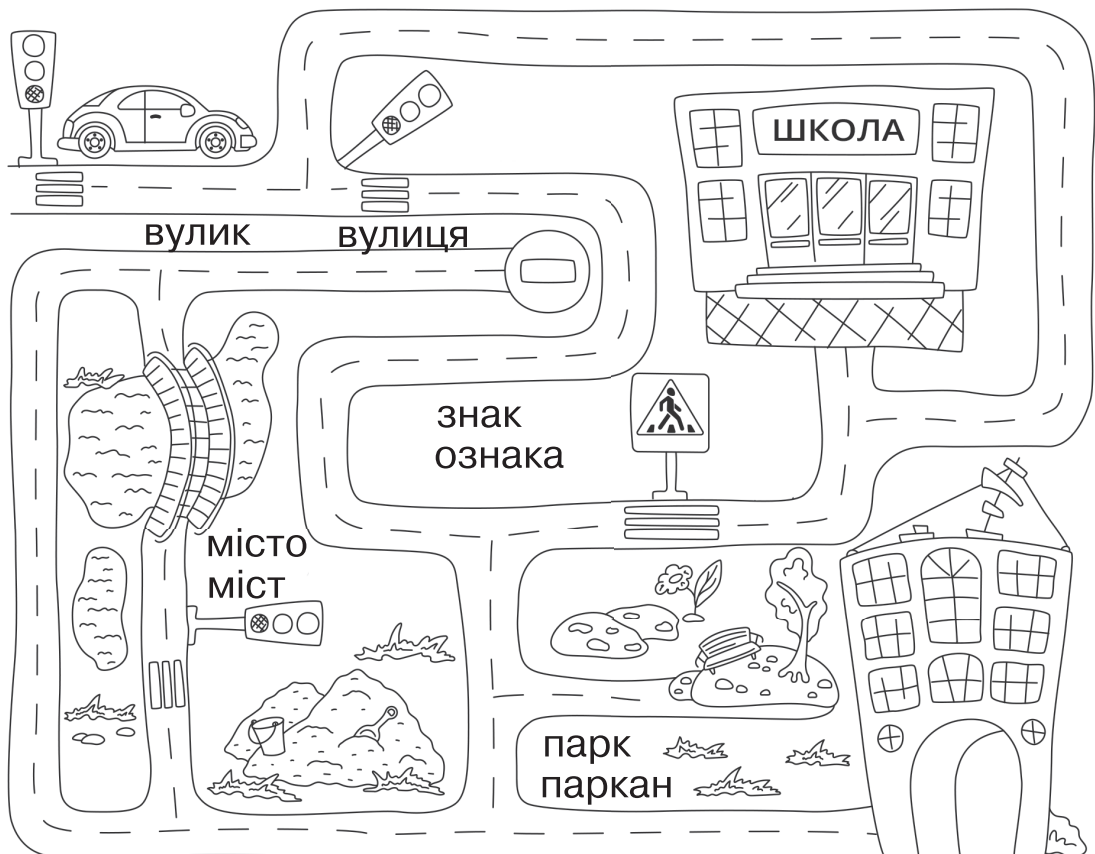 ШКОЛА
вулик вулиця
знак
ознака
місто
міст
парк
паркан